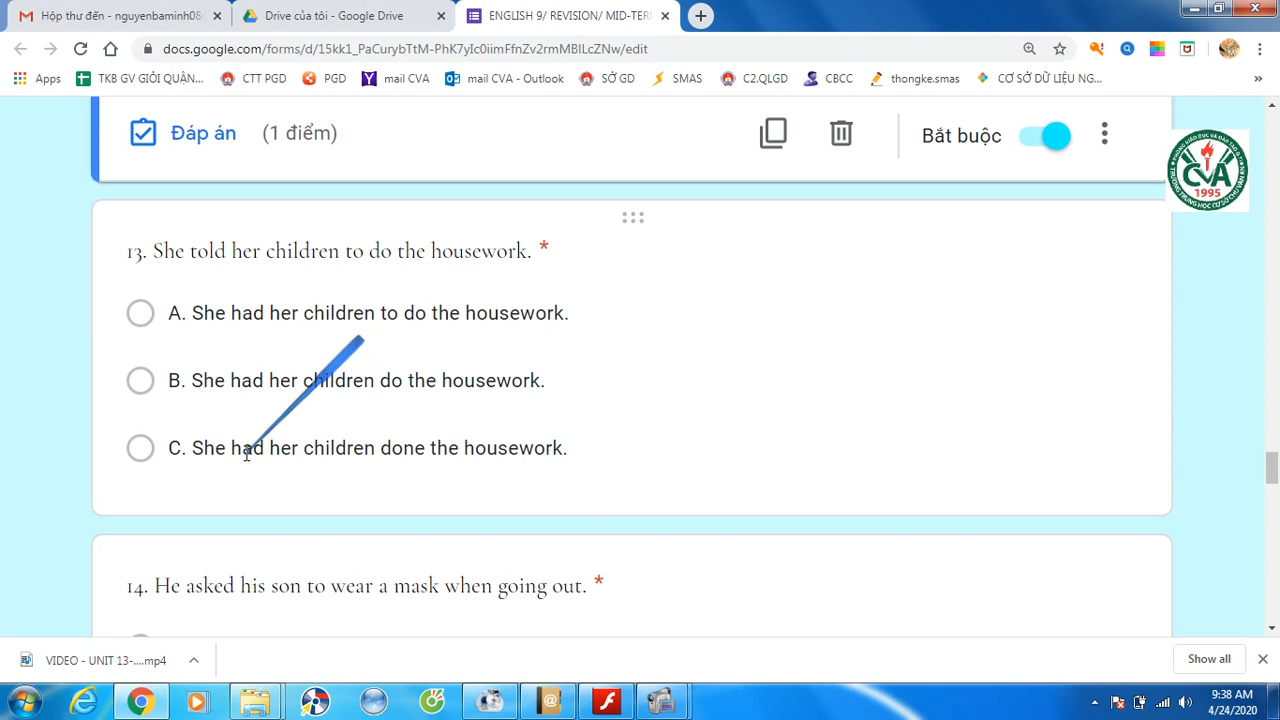 Hộp thư đến - nguyenbaminh08
Drive của tôi - Google Drive
ENGLISH 9/ REVISION/ MID-TER
docs.google.com/forms/d/15kk1_PaCurybTtM-PhK7yIcIUHnFfnZv2rmMBlLcZNw/edit
Apps
TKB GV GIỎI QUẬN...
CTT PGD
PGD
mail CVA
mail CVA - Outlook
SỞ GD
SMAS
C2.QLGD
CBCC
thongke.smas
CƠ SỞ DỮ LIỆU NG...
»
Đáp án (1 điểm)
Bắt buộc
CVA
1995
13. She told her children to do the housework. *
A. She had her children to do the housework.
B. She had her children do the housework.
C. She had her children done the housework.
14. He asked his son to wear a mask when going out. *
VIDEO - UNIT 13-....mp4
Show all
9:38 AM
4/24/2020